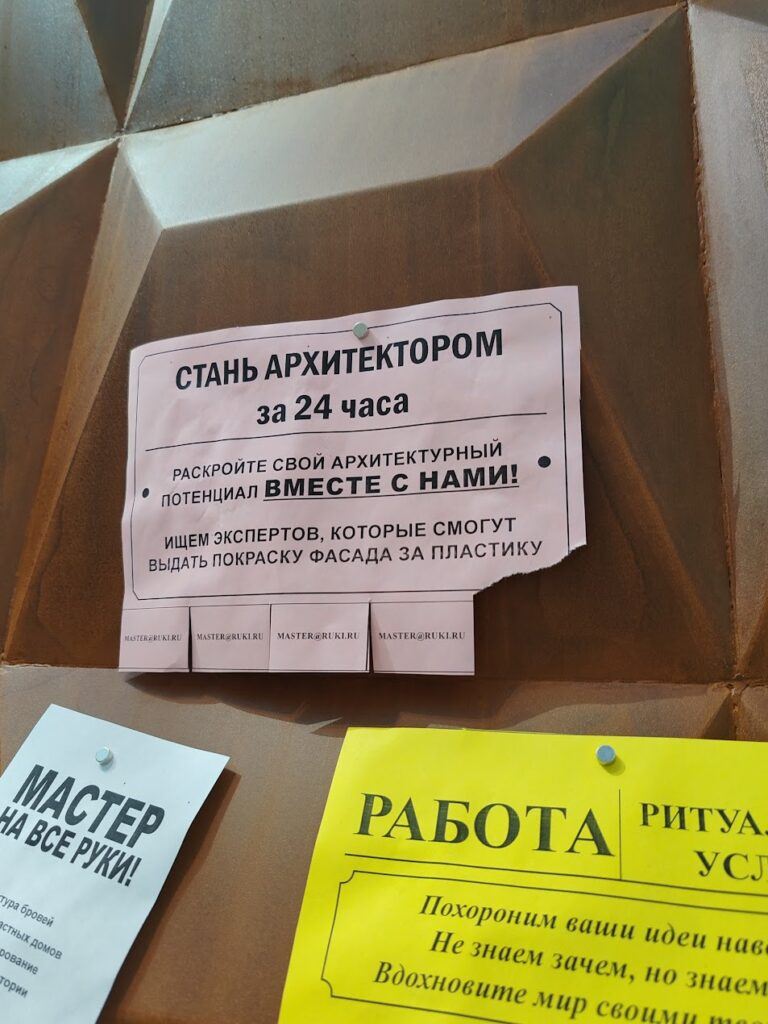 СТАНЬ АРХИТЕКТОРОМ
за 24 часа
РАСКРОЙТЕ СВОЙ АРХИТЕКТУРНЫЙ
ПОТЕНЦИАЛ ВМЕСТЕ С НАМИ!
ИЩЕМ ЭКСПЕРТОВ, КОТОРЫЕ СМОГУТ
ВЫДАТЬ ПОКРАСКУ ФАСАДА ЗА ПЛАСТИКУ
MASTER@RUKI.RU MASTER@RUKI.RU MASTER@RUKI.RU MASTER@RUKI.RU
МАСТЕР
НА ВСЕ РУКИ!
бровей
домов
РАБОТА
Похороним ваши идеи
Не знаем зачем, но знаем
Вдохновите мир своими